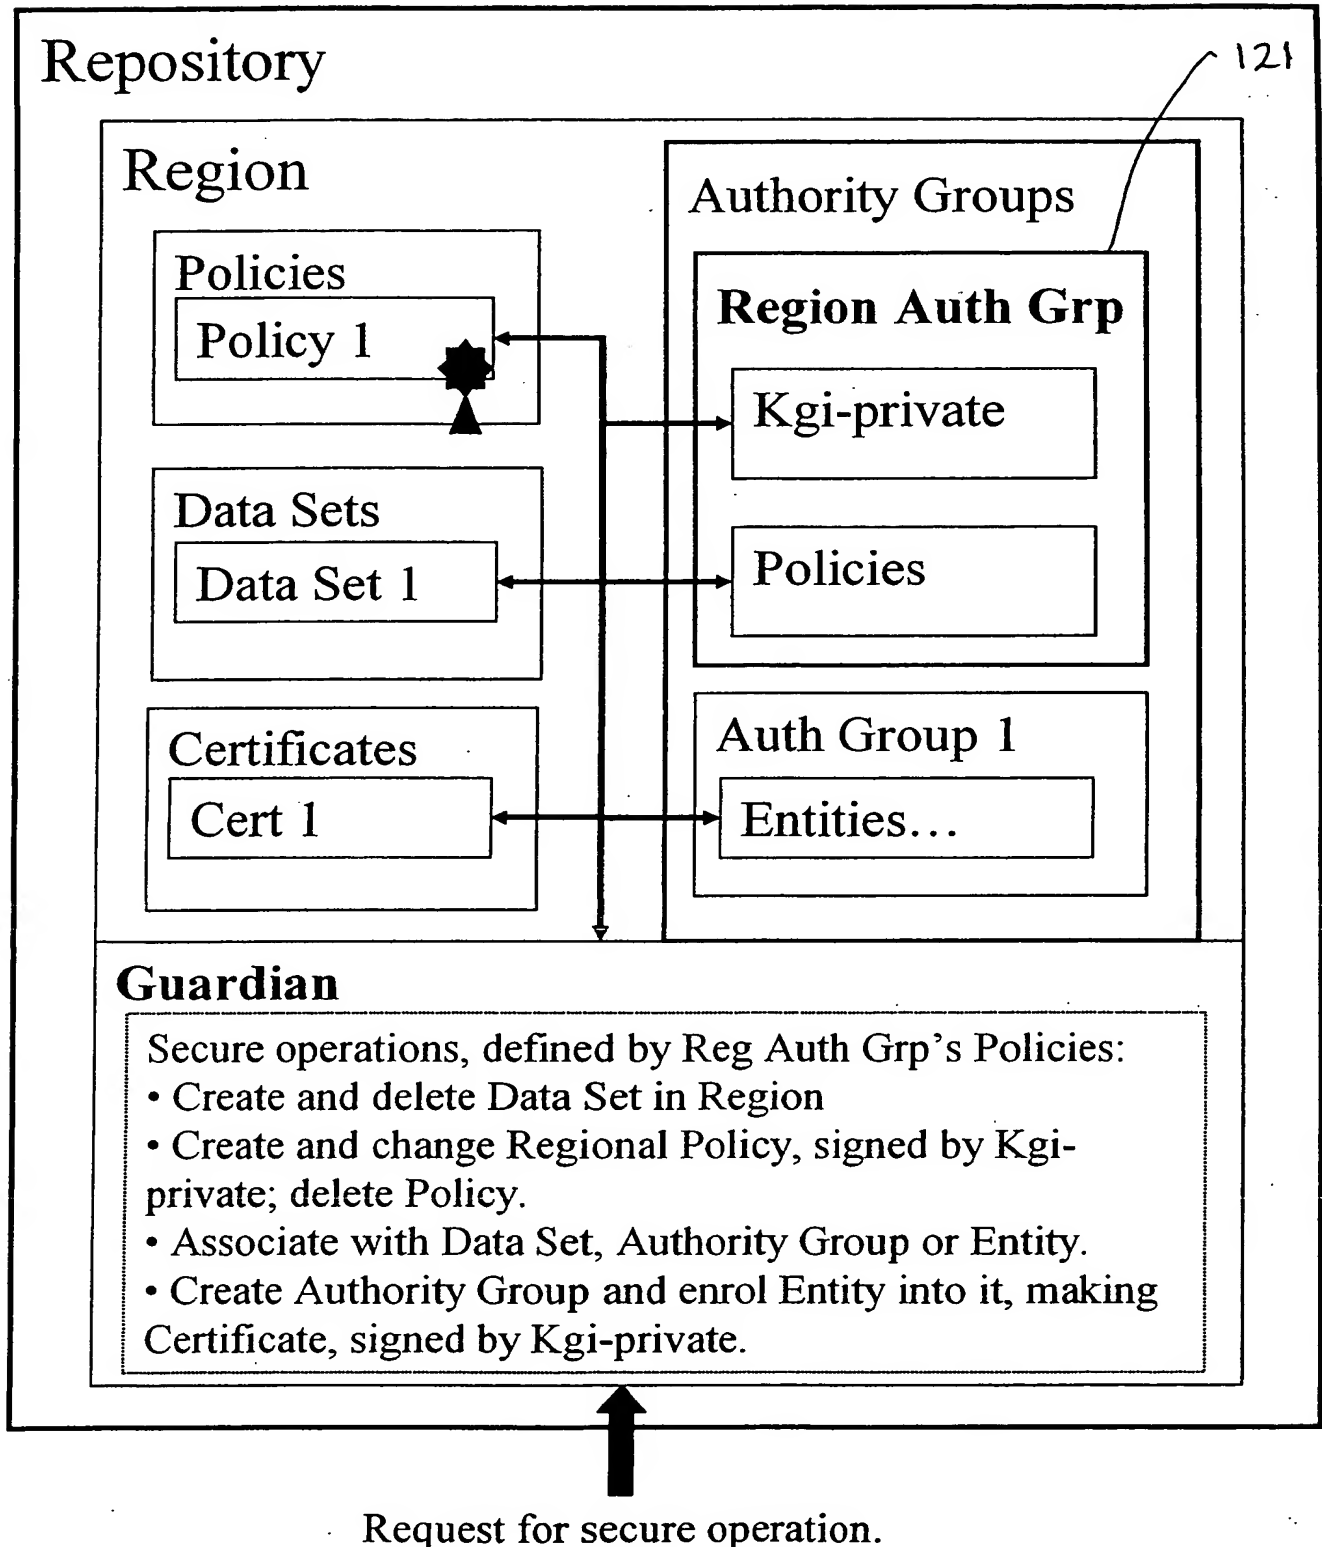 Repository
121
Region
Authority Groups
Policies
Policy 1
Region Auth Grp
Kgi-private
Data Sets
Data Set 1
Policies
Certificates
Cert 1
Auth Group 1
Entities...
Guardian
Secure operations, defined by Reg Auth Grp's Policies:
• Create and delete Data Set in Region
• Create and change Regional Policy, signed by Kgi-
private; delete Policy.
• Associate with Data Set, Authority Group or Entity.
• Create Authority Group and enrol Entity into it, making
Certificate, signed by Kgi-private.
Request for secure operation.